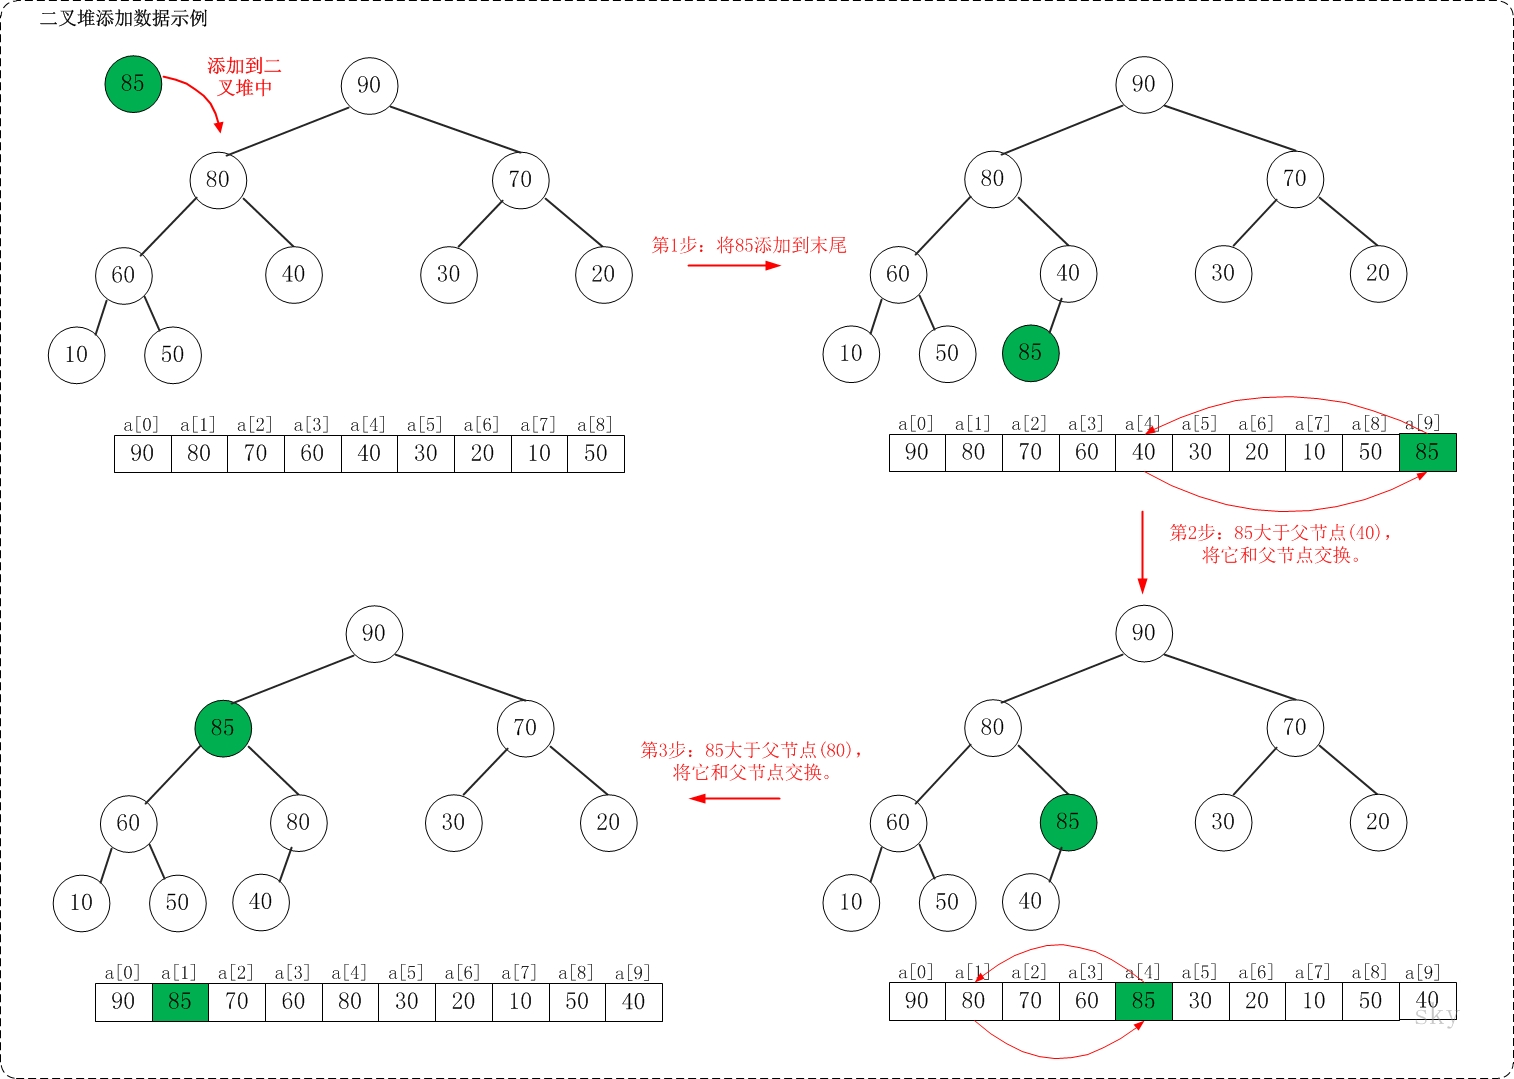 二叉堆添加数据示例
85
添加到二
叉堆中
90
80 70
60 40 30 20
10 50
a[0] a[1] a[2] a[3] a[4] a[5] a[6] a[7] a[8]
90 80 70 60 40 30 20 10 50
第1步：将85添加到末尾
90
80 70
60 40 30 20
10 50 85
a[0] a[1] a[2] a[3] a[4] a[5] a[6] a[7] a[8] a[9]
90 80 70 60 40 30 20 10 50 85
第2步：85大于父节点(40)，
将它和父节点交换。
90
80 70
60 85 30 20
10 50 40
a[0] a[1] a[2] a[3] a[4] a[5] a[6] a[7] a[8] a[9]
90 80 70 60 85 30 20 10 50 40
sky
第3步：85大于父节点(80)，
将它和父节点交换。
90
85 70
60 80 30 20
10 50 40
a[0] a[1] a[2] a[3] a[4] a[5] a[6] a[7] a[8] a[9]
90 85 70 60 80 30 20 10 50 40